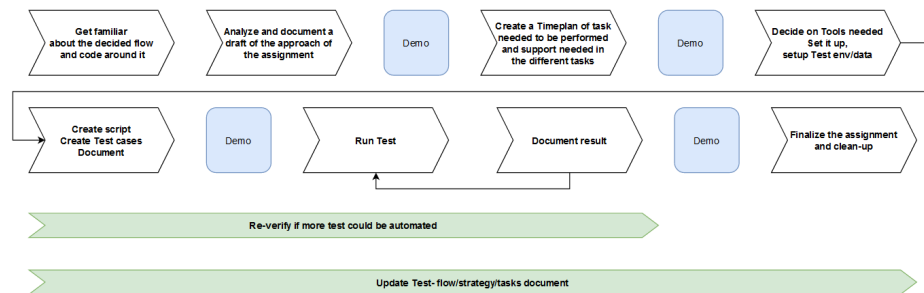 Get familiar
about the decided flow
and code around it
Analyze and document a
draft of the approach of
the assignment
Demo
Create a Timeplan of task
needed to be performed
and support needed in
the different tasks
Demo
Decide on Tools needed
Set it up,
setup Test env/data
Create script
Create Test cases
Document
Demo
Run Test
Document result
Demo
Finalize the assignment
and clean-up
Re-verify if more test could be automated
Update Test- flow/strategy/tasks document